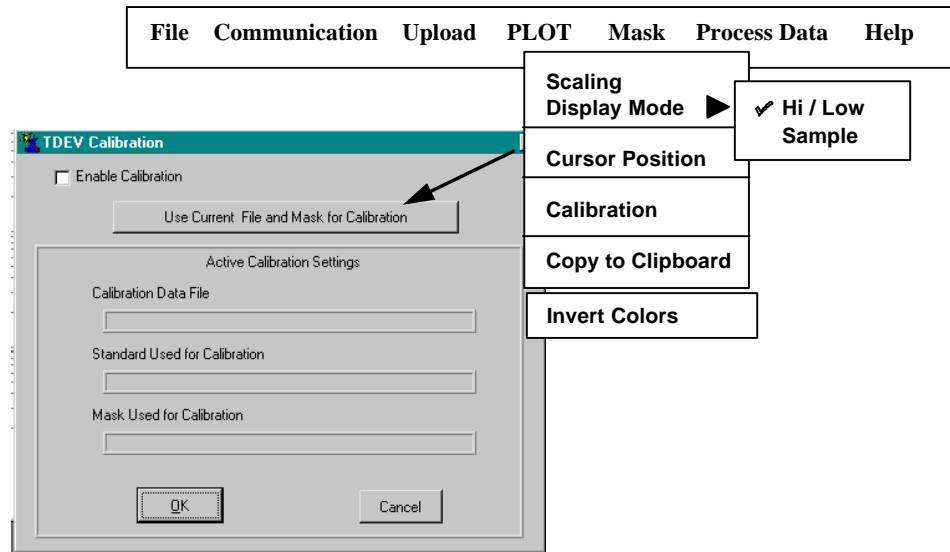 File Communication Upload PLOT Mask Process Data Help
Scaling
Display Mode
✔ Hi / Low
Sample
Cursor Position
Calibration
Copy to Clipboard
Invert Colors
TDEV Calibration
Enable Calibration
Use Current File and Mask for Calibration
Active Calibration Settings
Calibration Data File
Standard Used for Calibration
Mask Used for Calibration
OK
Cancel